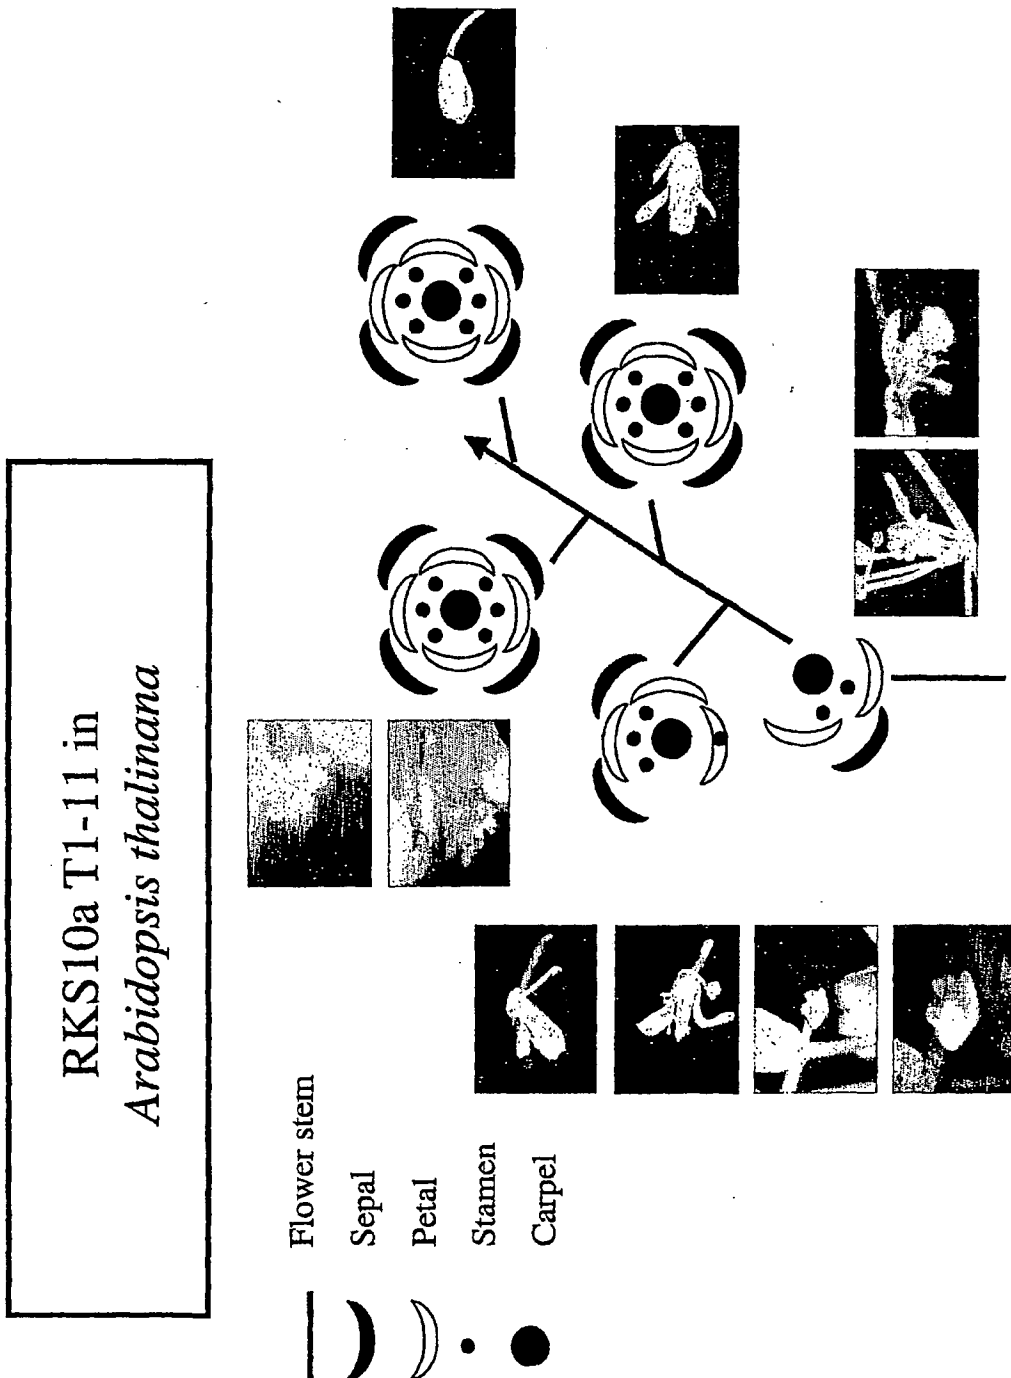 RKS10a T1-11 in
Arabidopsis thalinana
Flower stem
Sepal
Petal
Stamen
Carpel